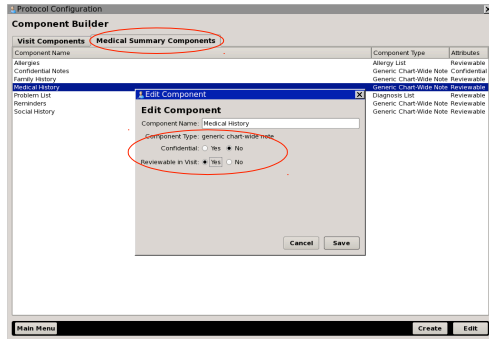 Protocol Configuration
Component Builder
Visit Components Medical Summary Components
Component Name Component Type Attributes
Allergies Allergy List Reviewable
Confidential Notes Generic Chart-Wide Note Confidential
Family History Generic Chart-Wide Note Reviewable
Medical History Generic Chart-Wide Note Reviewable
Problem List Diagnosis List Reviewable
Reminders Generic Chart-Wide Note Reviewable
Social History Generic Chart-Wide Note Reviewable
Edit Component
Edit Component
Component Name: Medical History
Component Type: generic chart-wide note
Confidential: Yes No
Reviewable in Visit: Yes No
Cancel Save
Main Menu Create Edit